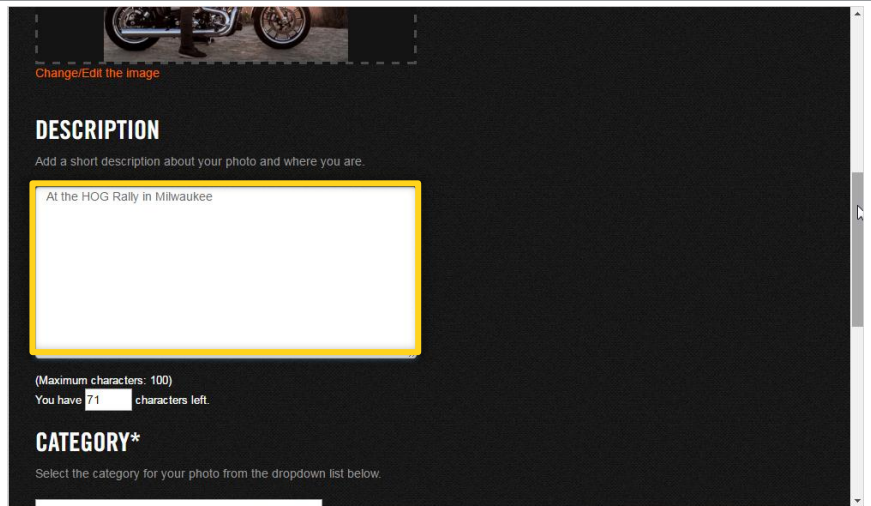 Change/Edit the image
DESCRIPTION
Add a short description about your photo and where you are.
At the HOG Rally in Milwaukee
(Maximum characters: 100)
You have 71 characters left.
CATEGORY*
Select the category for your photo from the dropdown list below.